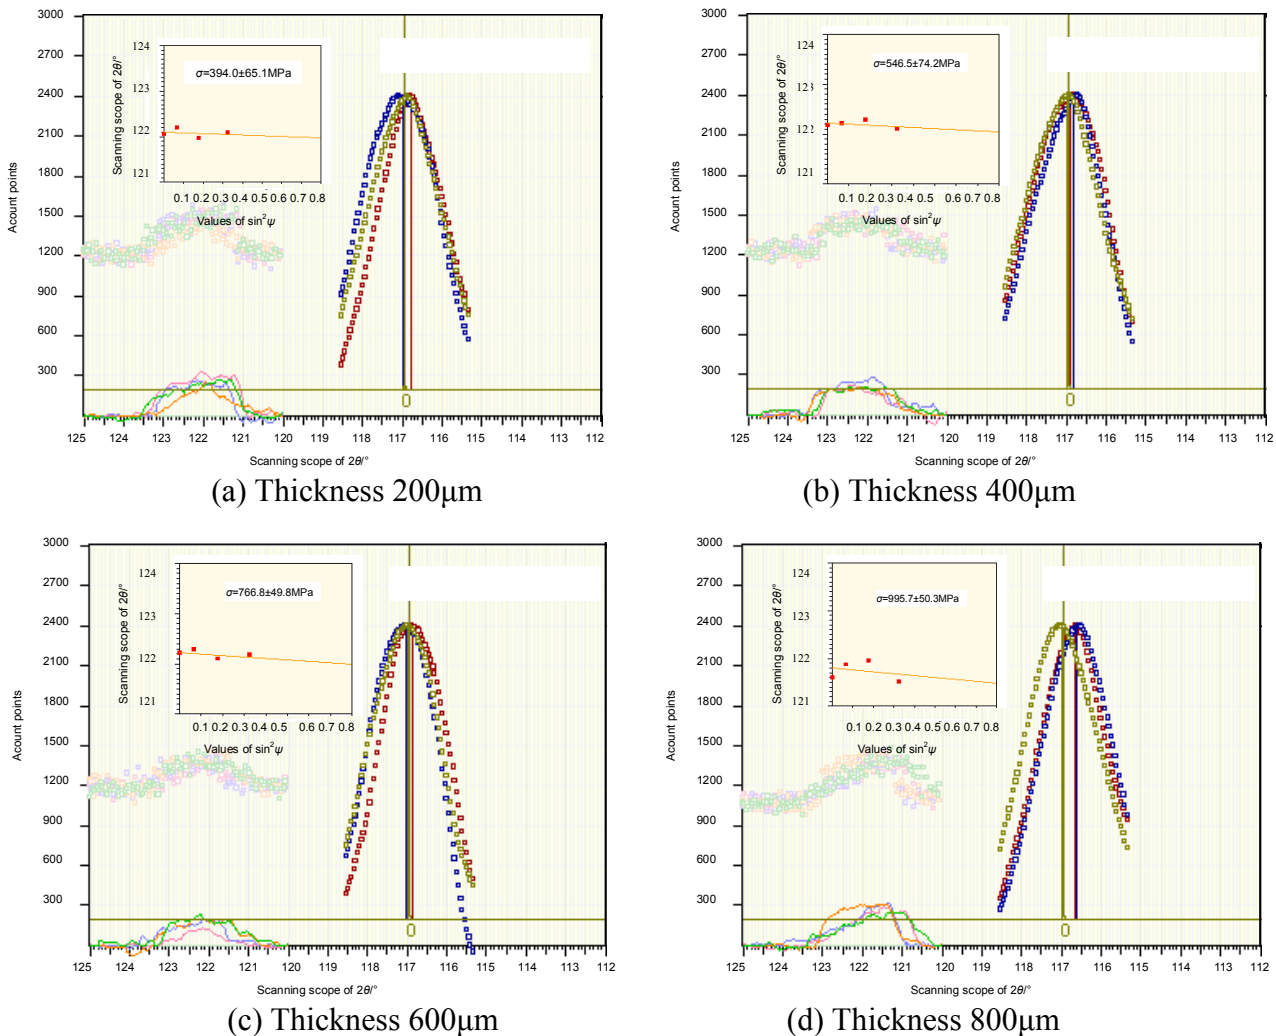 3000
2700
2400
2100
1800
1500
1200
900
600
300
Acount points
124
123
122
121
Scanning scope of 2θ/°
σ=394.0±65.1MPa
0.1 0.2 0.3 0.4 0.5 0.6 0.7 0.8
Values of sin²ψ
0
125 124 123 122 121 120 119 118 117 116 115 114 113 112
Scanning scope of 2θ/°
(a) Thickness 200μm
3000
2700
2400
2100
1800
1500
1200
900
600
300
Acount points
124
123
122
121
Scanning scope of 2θ/°
σ=546.5±74.2MPa
0.1 0.2 0.3 0.4 0.5 0.6 0.7 0.8
Values of sin²ψ
0
125 124 123 122 121 120 119 118 117 116 115 114 113 112
Scanning scope of 2θ/°
(b) Thickness 400μm
3000
2700
2400
2100
1800
1500
1200
900
600
300
Acount points
124
123
122
121
Scanning scope of 2θ/°
σ=766.8±49.8MPa
0.1 0.2 0.3 0.4 0.5 0.6 0.7 0.8
Values of sin²ψ
0
125 124 123 122 121 120 119 118 117 116 115 114 113 112
Scanning scope of 2θ/°
(c) Thickness 600μm
3000
2700
2400
2100
1800
1500
1200
900
600
300
Acount points
124
123
122
121
Scanning scope of 2θ/°
σ=995.7±50.3MPa
0.1 0.2 0.3 0.4 0.5 0.6 0.7 0.8
Values of sin²ψ
0
125 124 123 122 121 120 119 118 117 116 115 114 113 112
Scanning scope of 2θ/°
(d) Thickness 800μm